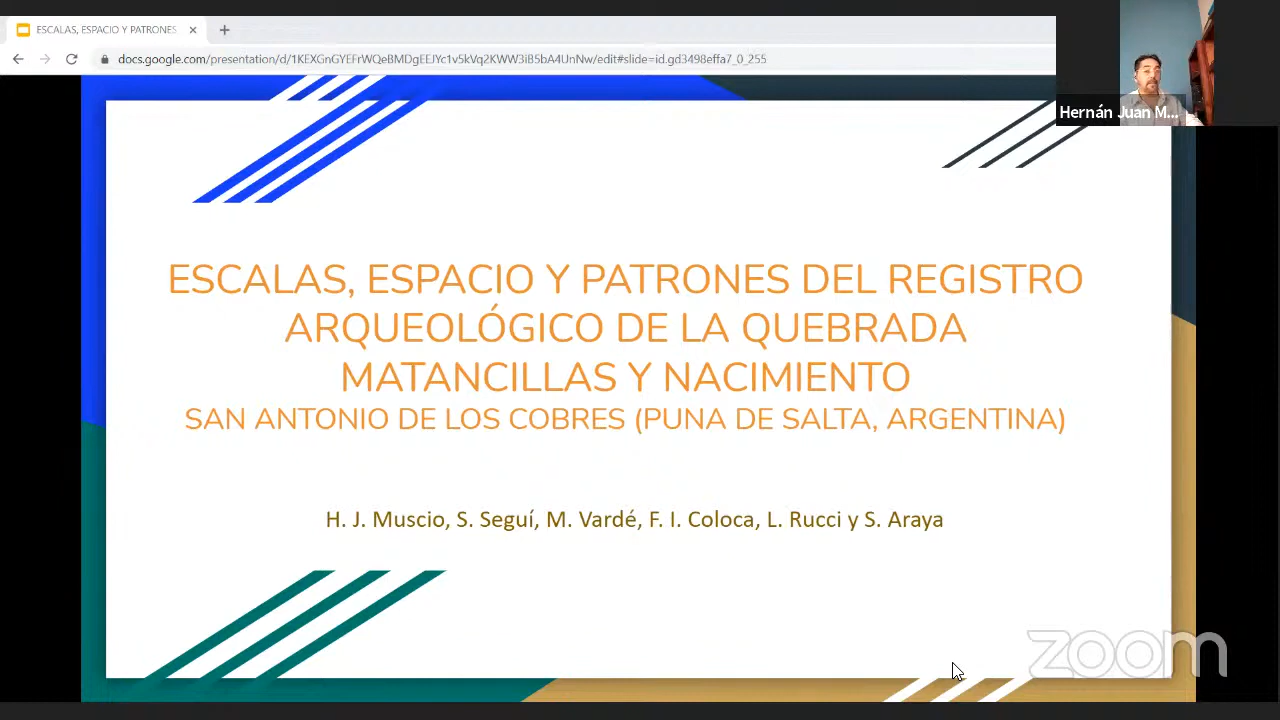 ESCALAS, ESPACIO Y PATRONES
docs.google.com/presentation/d/1KEXGnGYEFrWQeBMDgEEJYc1v5kVq2KWW3iB5bA4UnNw/edit#slide=id.gd3498effa7_0_255
Hernán Juan M...
ESCALAS, ESPACIO Y PATRONES DEL REGISTRO
ARQUEOLÓGICO DE LA QUEBRADA
MATANCILLAS Y NACIMIENTO
SAN ANTONIO DE LOS COBRES (PUNA DE SALTA, ARGENTINA)
H. J. Muscio, S. Seguí, M. Vardé, F. I. Coloca, L. Rucci y S. Araya
zoom